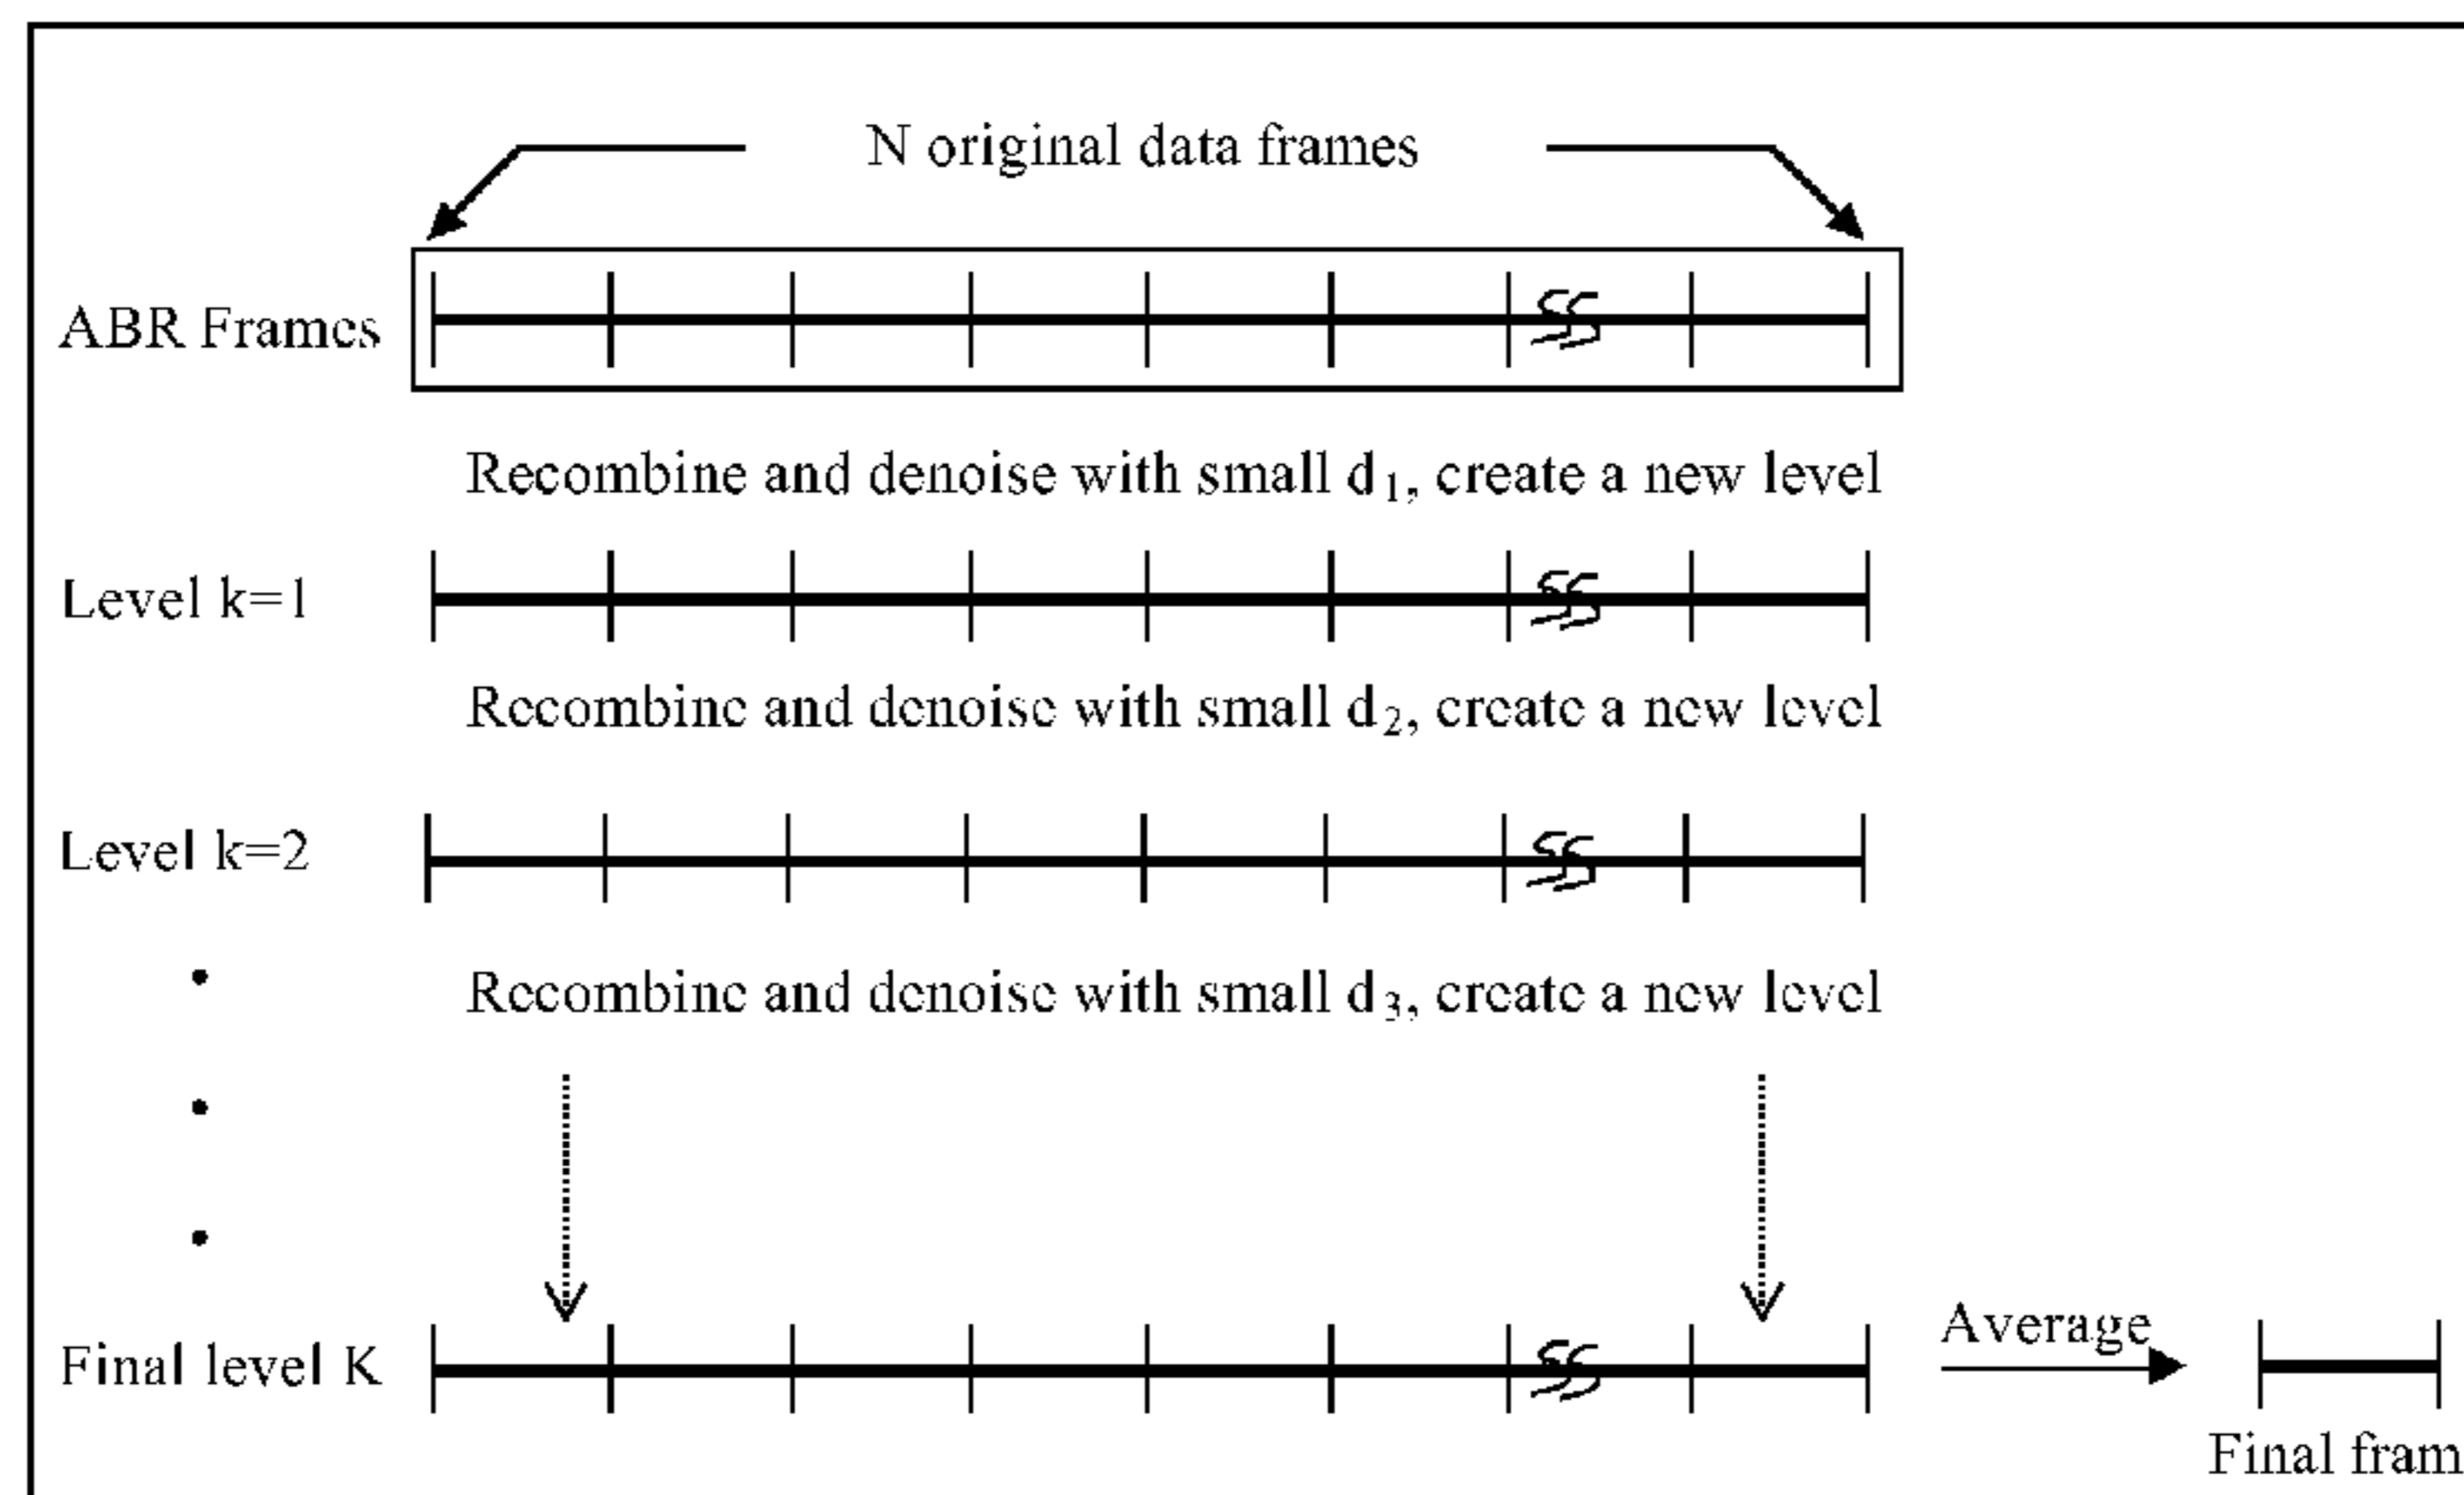 N original data frames
ABR Frames
Recombine and denoise with small d₁, create a new level
Level k=1
Recombine and denoise with small d₂, create a new level
Level k=2
Recombine and denoise with small d₃, create a new level
Final level K
Average
Final fram